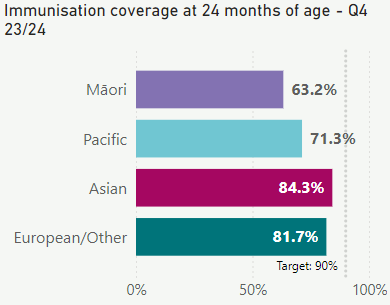 Immunisation coverage at 24 months of age - Q4
23/24
Māori 63.2%
Pacific 71.3%
Asian 84.3%
European/Other 81.7%
Target: 90%
0% 50% 100%